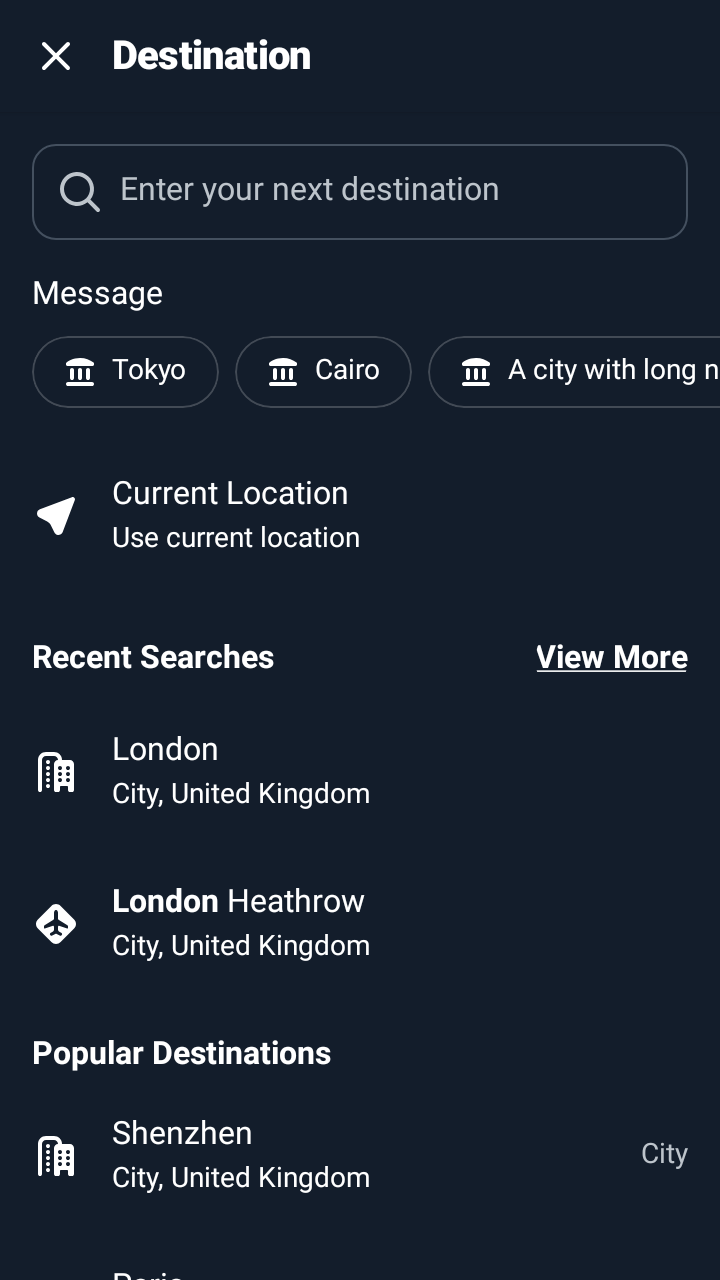 Destination
Enter your next destination
Message
Tokyo
Cairo
A city with long n
Current Location
Use current location
Recent Searches
View More
London
City, United Kingdom
London Heathrow
City, United Kingdom
Popular Destinations
Shenzhen
City, United Kingdom
City